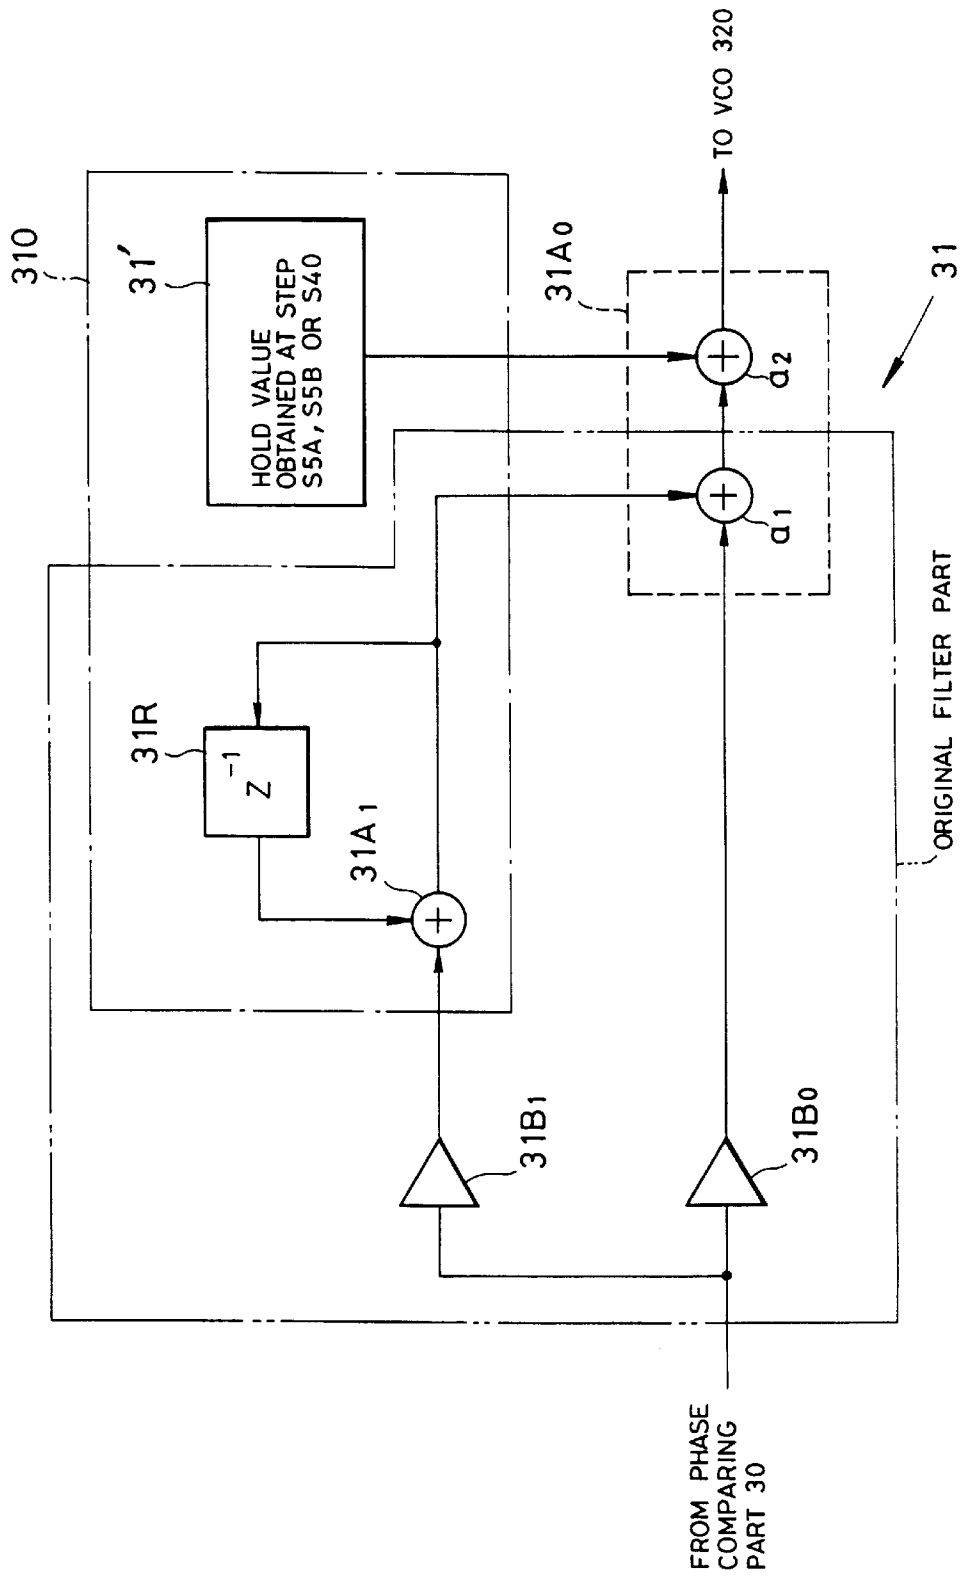 310
31'
HOLD VALUE
OBTAINED AT STEP
S5A, S5B OR S40
31R
Z-1
31A1
+
31A0
+
a1
+
a2
TO VCO 320
31
31B1
31B0
FROM PHASE
COMPARING
PART 30
ORIGINAL FILTER PART